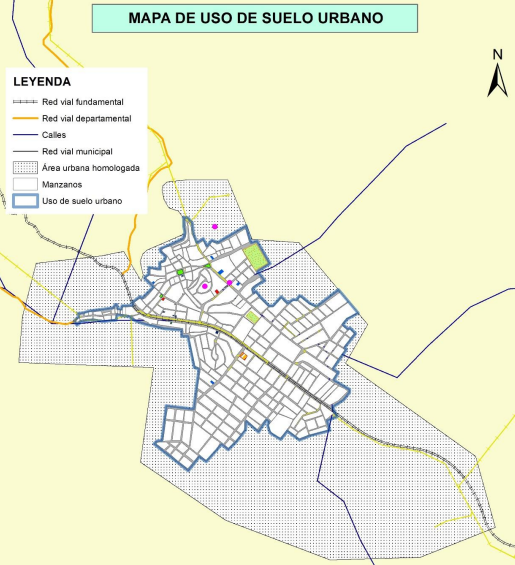 MAPA DE USO DE SUELO URBANO
N
LEYENDA
Red vial fundamental
Red vial departamental
Calles
Red vial municipal
Área urbana homologada
Manzanos
Uso de suelo urbano